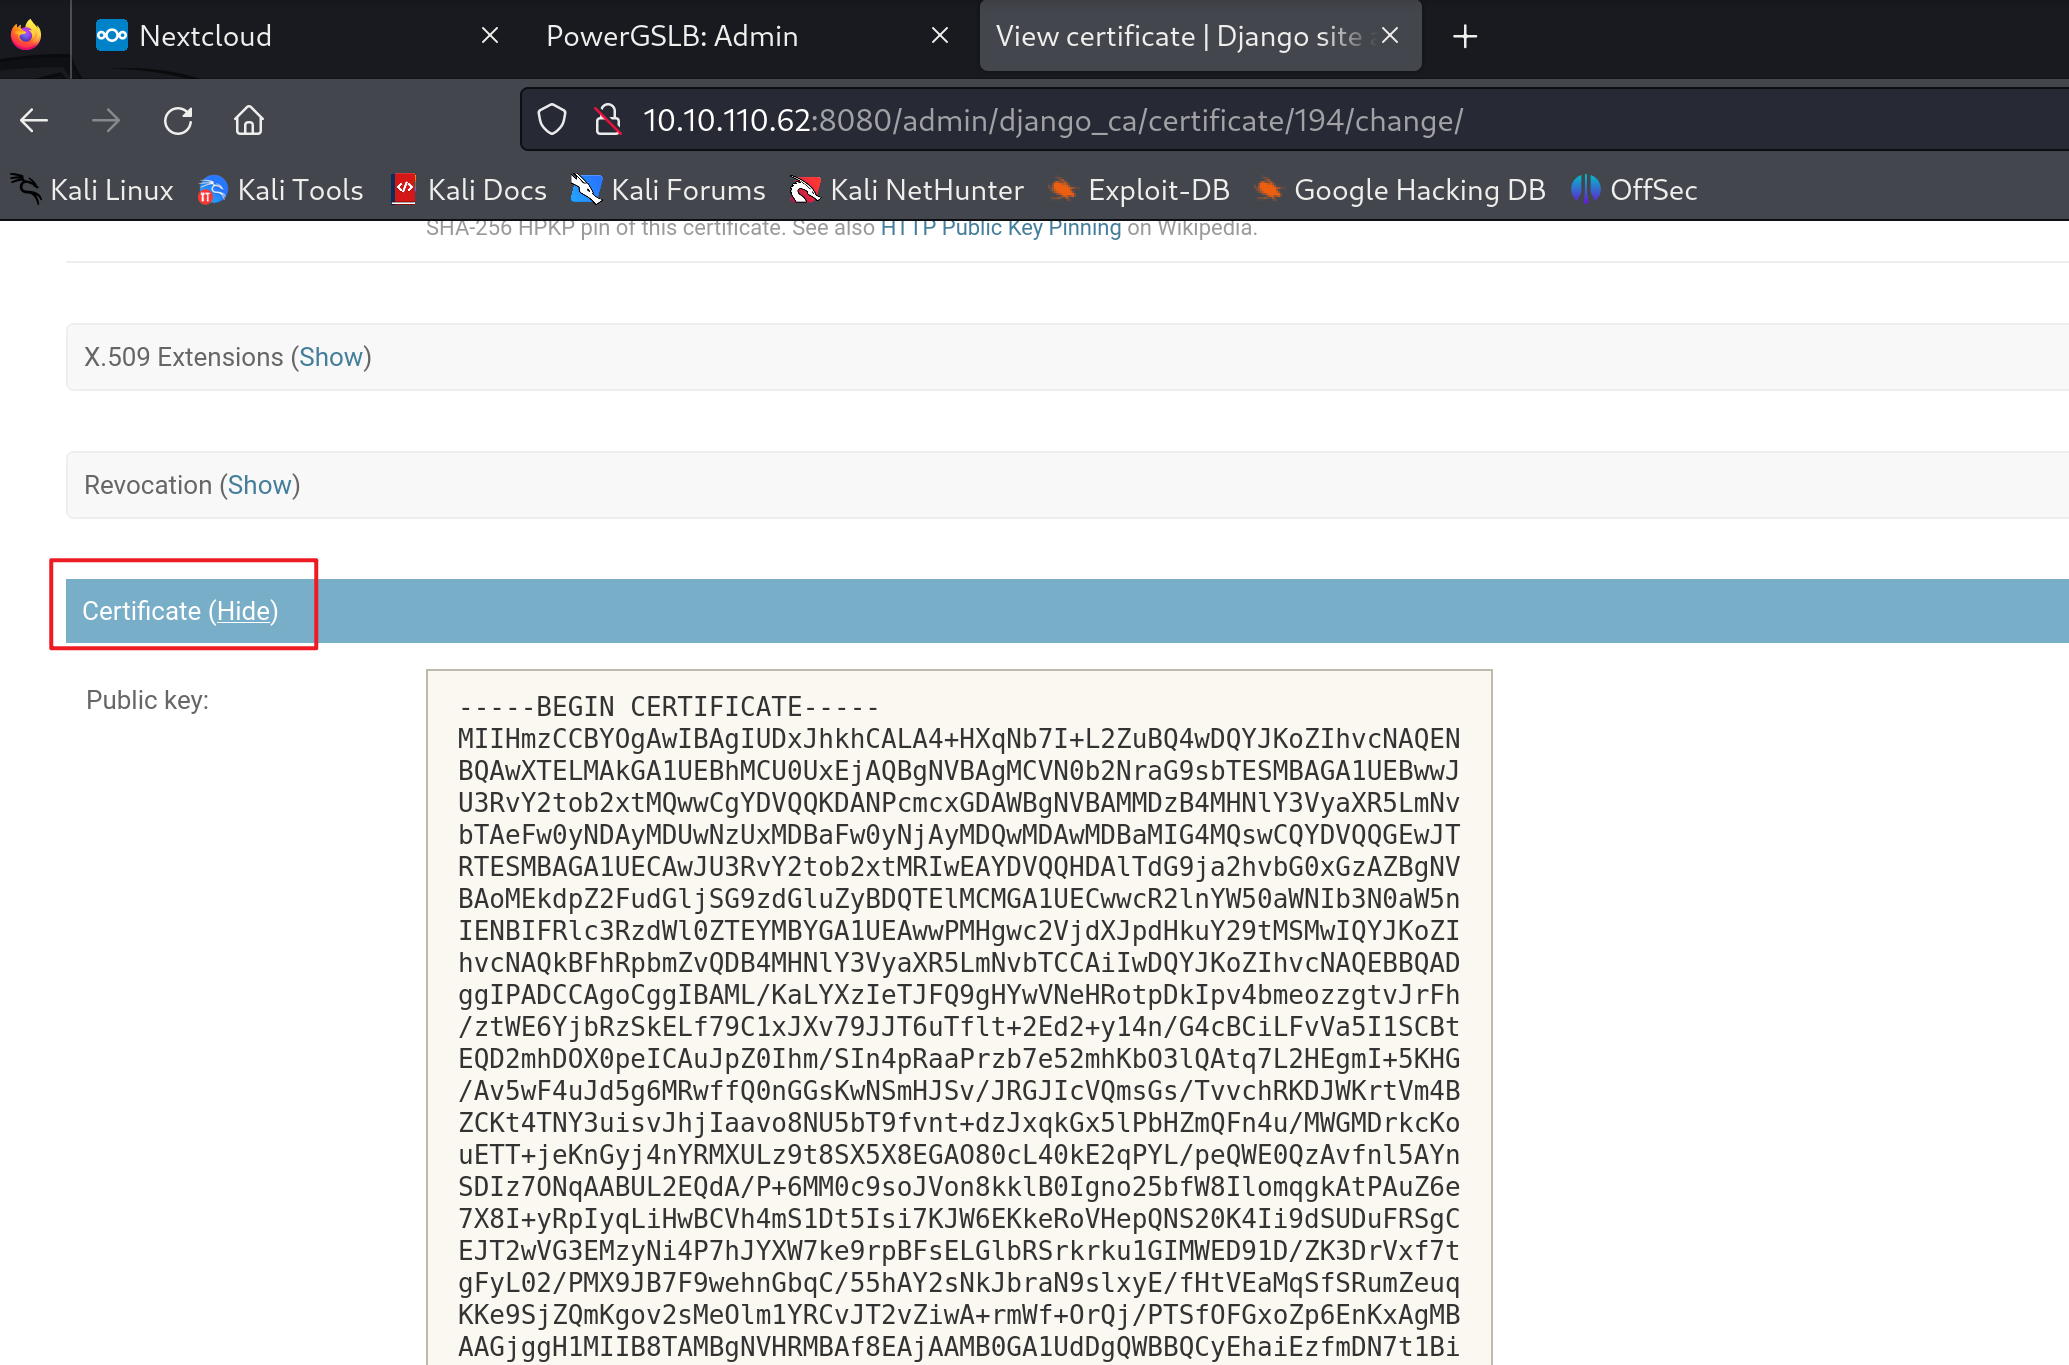 Nextcloud
PowerGSLB: Admin
View certificate | Django site
10.10.110.62:8080/admin/django_ca/certificate/194/change/
Kali Linux Kali Tools Kali Docs Kali Forums Kali NetHunter Exploit-DB Google Hacking DB OffSec
SHA-256 HPKP pin of this certificate. See also HTTP Public Key Pinning on Wikipedia.
X.509 Extensions (Show)
Revocation (Show)
Certificate (Hide)
Public key:
-----BEGIN CERTIFICATE-----
MIIHmzCCBYOgAwIBAgIUDxJhkhCALA4+HXqNb7I+L2ZuBQ4wDQYJKoZIhvcNAQEN
BQAwXTELMAkGA1UEBhMCU0UxEjAQBgNVBAgMCVN0b2NraG9sbTESMBAGA1UEBwwJ
U3RvY2tob2xtMQwwCgYDVQQKDANPcmcxGDAWBgNVBAMMDzB4MHNlY3VyaXR5LmNv
bTAeFw0yNDAyMDUwNzUxMDBaFw0yNjAyMDQwMDAwMDBaMIG4MQswCQYDVQQGEwJT
RTESMBAGA1UECAwJU3RvY2tob2xtMRIwEAYDVQQHDAlTdG9ja2hvbG0xGzAZBgNV
BAoMEkdpZ2FudGljSG9zdGluZyBDQTElMCMGA1UECwwcR2lnYW50aWNIb3N0aW5n
IENBIFRlc3RzdWl0ZTEYMBYGA1UEAwwPMHgwc2VjdXJpdHkuY29tMSMwIQYJKoZI
hvcNAQkBFhRpbmZvQDB4MHNlY3VyaXR5LmNvbTCCAiIwDQYJKoZIhvcNAQEBBQAD
ggIPADCCAgoCggIBAML/KaLYXzIeTJFQ9gHYwVNeHRotpDkIpv4bmeozzgtvJrFh
/ztWE6YjbRzSkELf79C1xJXv79JJT6uTflt+2Ed2+y14n/G4cBCiLFvVa5I1SCBt
EQD2mhDOX0peICAuJpZ0Ihm/SIn4pRaaPrzb7e52mhKbO3lQAtq7L2HEgmI+5KHG
/Av5wF4uJd5g6MRwffQ0nGGsKwNSmHJSv/JRGJIcVQmsGs/TvvchRKDJWKrtVm4B
ZCKt4TNY3uisvJhjIaavo8NU5bT9fvnt+dzJxqkGx5lPbHZmQFn4u/MWGMDrkcKo
uETT+jeKnGyj4nYRMXULz9t8SX5X8EGAO80cL40kE2qPYL/peQWE0QzAvfnl5AYn
SDIz7ONqAABUL2EQdA/P+6MM0c9soJVon8kklB0Igno25bfW8IlomqgkAtPAuZ6e
7X8I+yRpIyqLiHwBCVh4mS1Dt5Isi7KJW6EKkeRoVHepQNS20K4Ii9dSUDuFRSgC
EJT2wVG3EMzyNi4P7hJYXW7ke9rpBFsELGlbRSrkrku1GIMWED91D/ZK3DrVxf7t
gFyL02/PMX9JB7F9wehnGbqC/55hAY2sNkJbraN9slxyE/fHtVEaMqSfSRumZeuq
KKe9SjZQmKgov2sMeOlm1YRCvJT2vZiwA+rmWf+OrQj/PTSfOFGxoZp6EnKxAgMB
AAGjggH1MIIB8TAMBgNVHRMBAf8EAjAAMB0GA1UdDgQWBBQCyEhaiEzfmDN7t1Bi